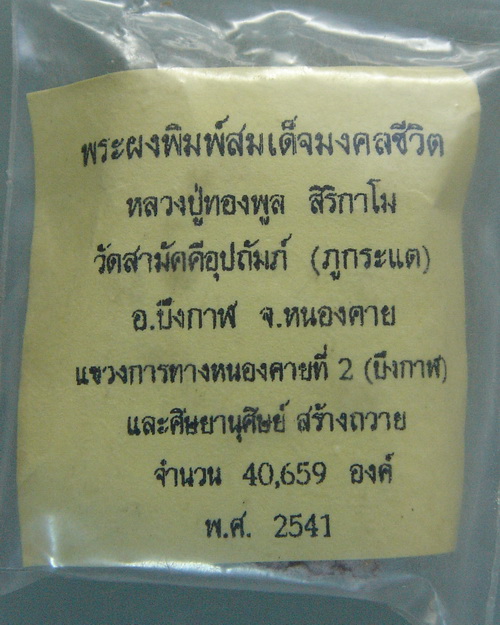 พระผงพิมพ์สมเด็จมงคลชีวิต
หลวงปู่ทองพูล สิริกาโม
วัดสามัคคีอุปถัมภ์ (ภูกระแต)
อ.บึงกาฬ จ.หนองคาย
แขวงการทางหนองคายที่ 2 (บึงกาฬ)
และศิษยานุศิษย์ สร้างถวาย
จำนวน 40,659 องค์
พ.ศ. 2541